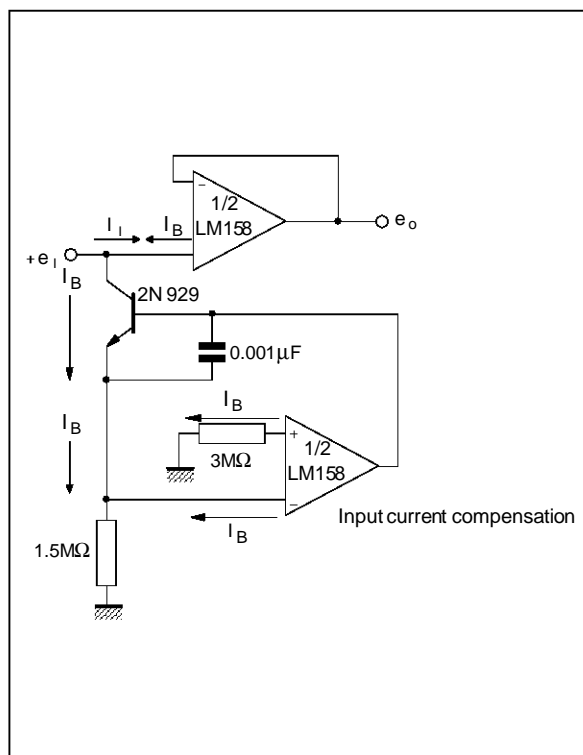 1/2
LM158
−
I I
I B
+e I
e o
I B
2N 929
0.001μF
I B
I B
+
1/2
3MΩ
LM158
−
Input current compensation
I B
1.5MΩ